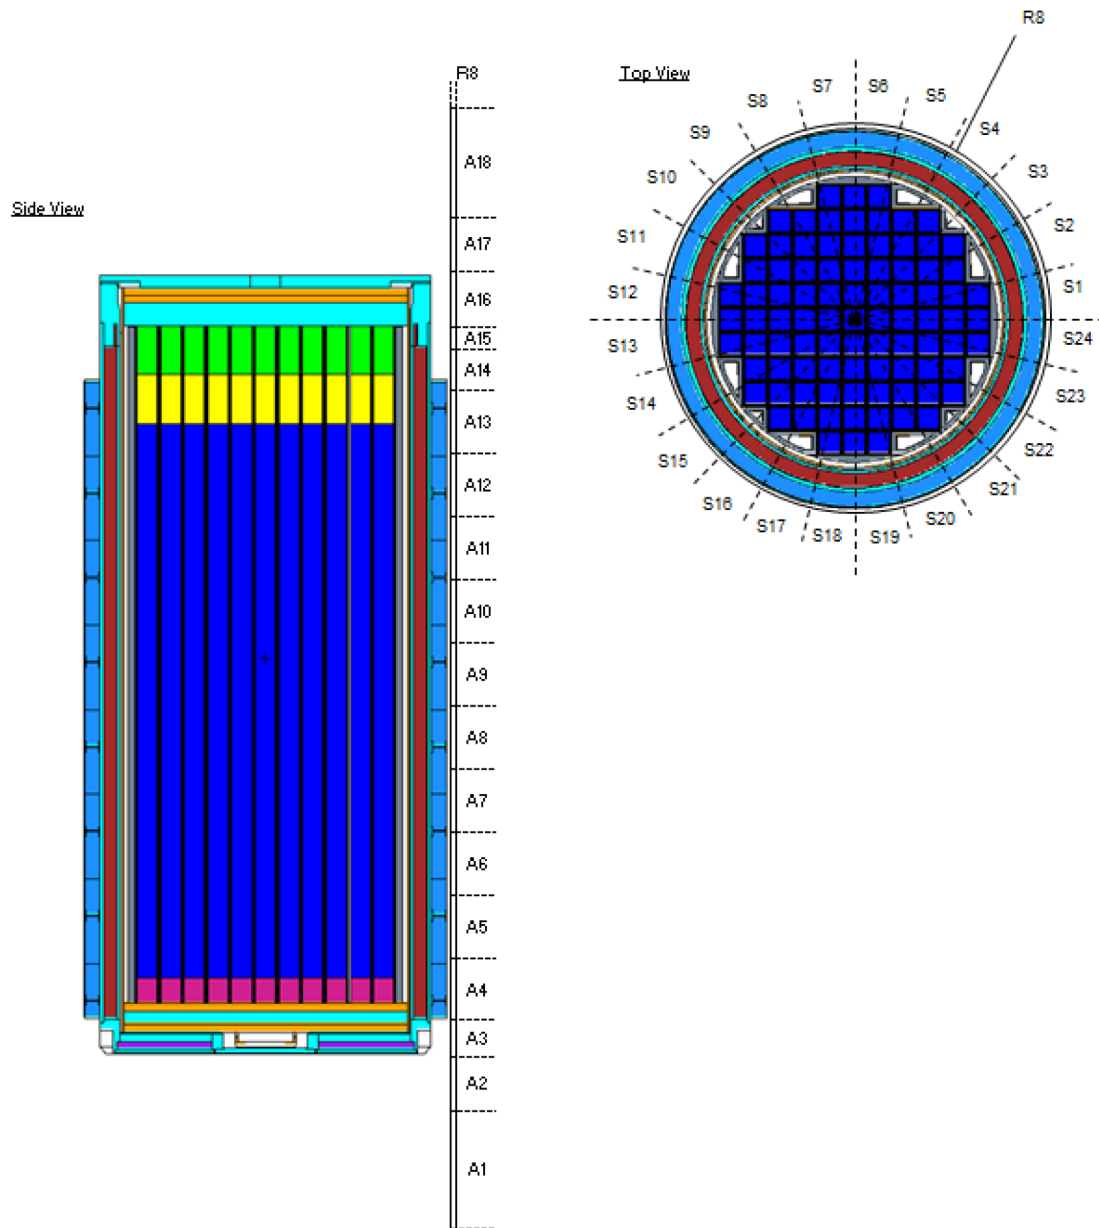 R8
R8
Top View
S7
S6
S5
S8
S4
S9
S3
S10
S2
S11
S1
S12
S24
S13
S23
S14
S22
S15
S21
S16
S20
S17
S18
S19
Side View
A18
A17
A16
A15
A14
A13
A12
A11
A10
A9
A8
A7
A6
A5
A4
A3
A2
A1